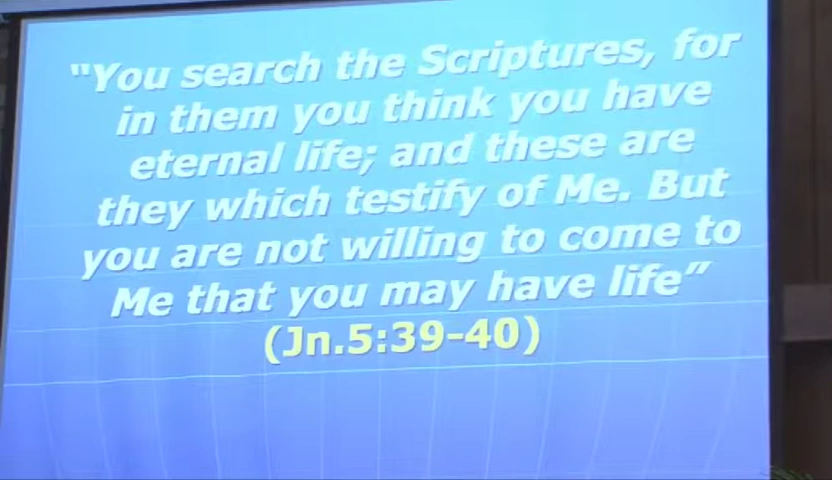 “You search the Scriptures, for
in them you think you have
eternal life; and these are
they which testify of Me. But
you are not willing to come to
Me that you may have life”
(Jn.5:39-40)